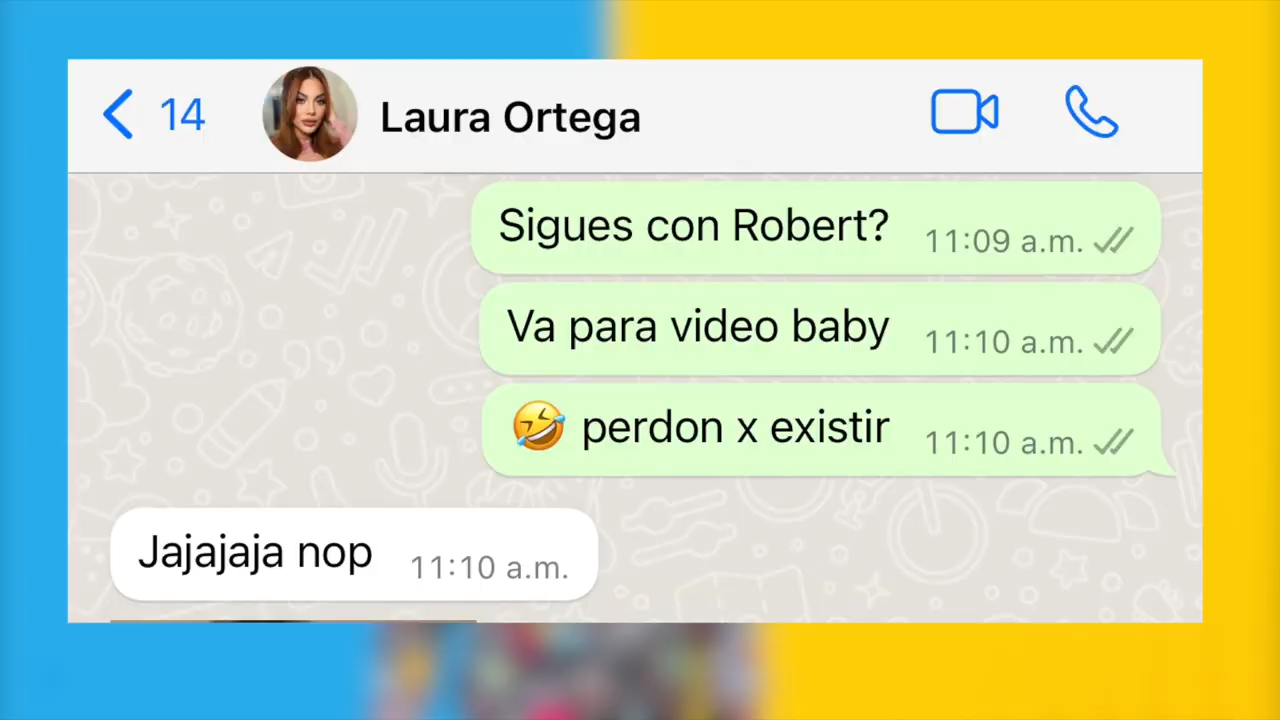 14
Laura Ortega
Sigues con Robert? 11:09 a.m.
Va para video baby 11:10 a.m.
🤣 perdon x existir 11:10 a.m.
Jajajaja nop 11:10 a.m.